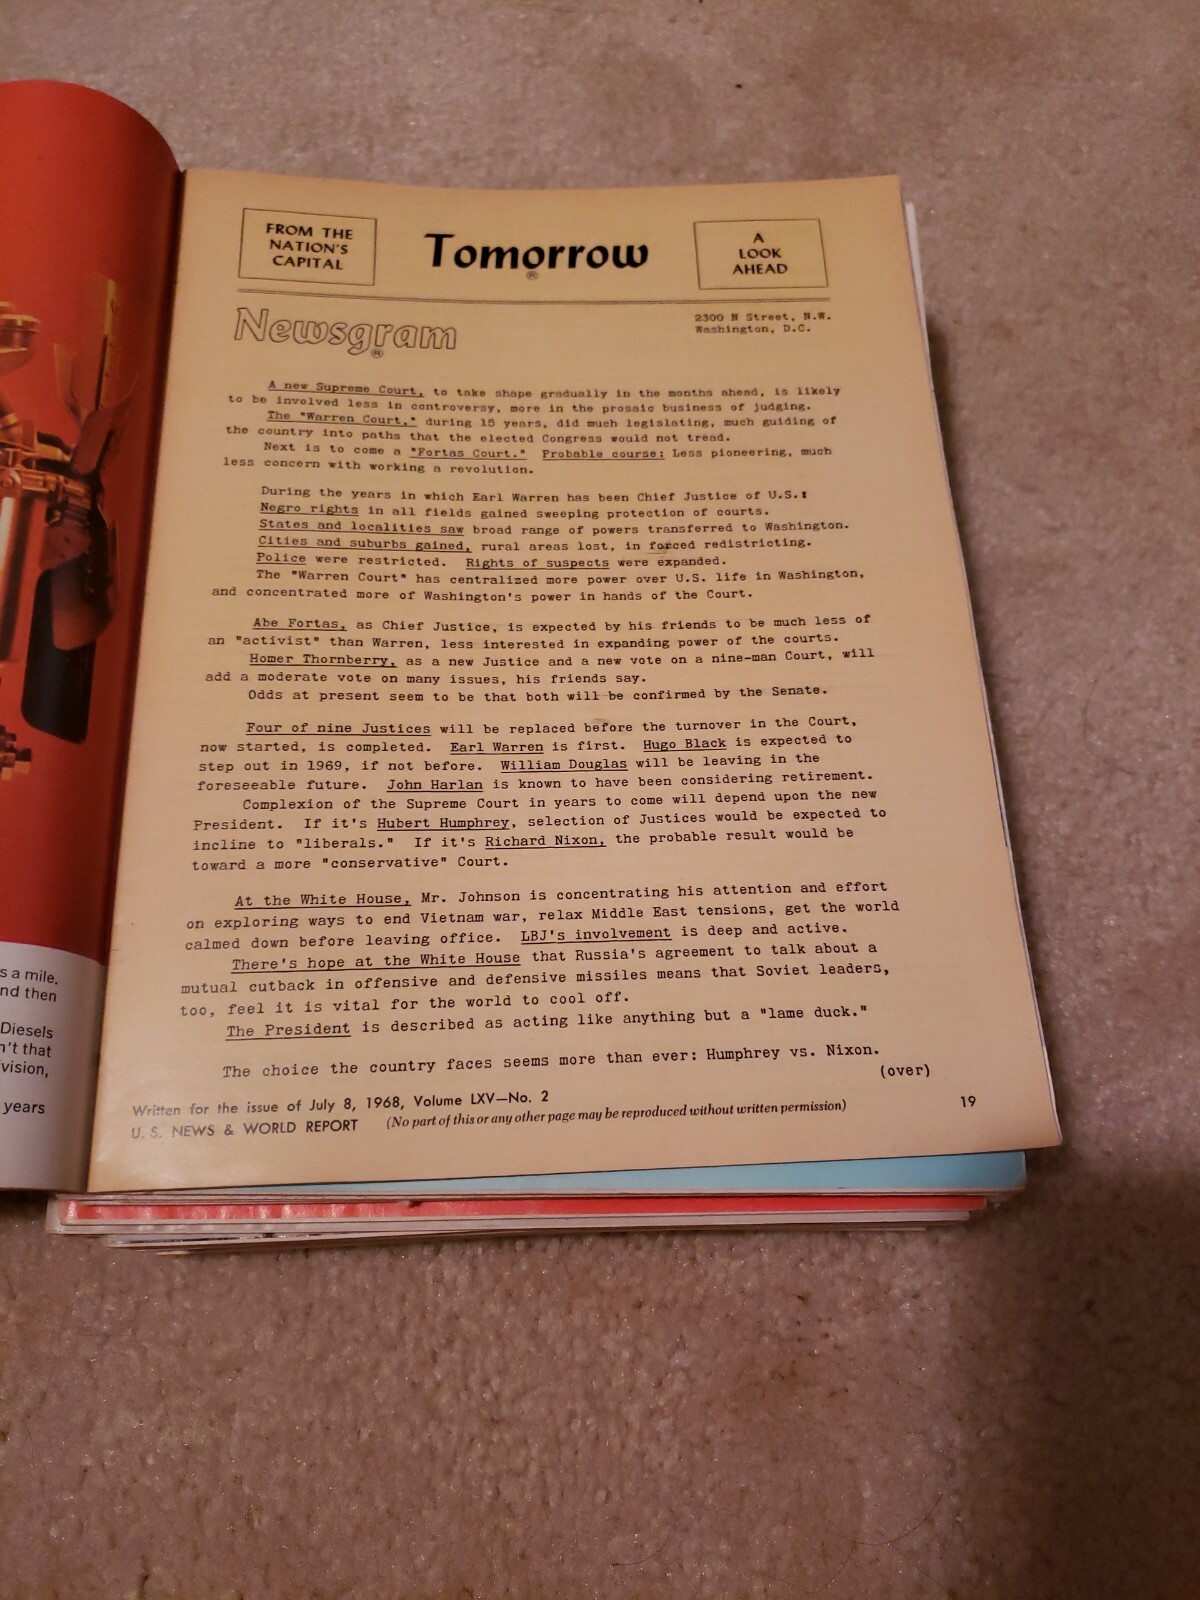 FROM THE
NATION'S
CAPITAL
Tomorrow
®
A
LOOK
AHEAD
Newsgram
®
2300 N Street, N.W.
Washington, D.C.
A new Supreme Court, to take shape gradually in the months ahead, is likely
to be involved less in controversy, more in the prosaic business of judging.
The "Warren Court," during 15 years, did much legislating, much guiding of
the country into paths that the elected Congress would not tread.
Next is to come a "Fortas Court." Probable course: Less pioneering, much
less concern with working a revolution.
During the years in which Earl Warren has been Chief Justice of U.S.:
Negro rights in all fields gained sweeping protection of courts.
States and localities saw broad range of powers transferred to Washington.
Cities and suburbs gained, rural areas lost, in forced redistricting.
Police were restricted. Rights of suspects were expanded.
The "Warren Court" has centralized more power over U.S. life in Washington,
and concentrated more of Washington's power in hands of the Court.
Abe Fortas, as Chief Justice, is expected by his friends to be much less of
an "activist" than Warren, less interested in expanding power of the courts.
Homer Thornberry, as a new Justice and a new vote on a nine-man Court, will
add a moderate vote on many issues, his friends say.
Odds at present seem to be that both will be confirmed by the Senate.
Four of nine Justices will be replaced before the turnover in the Court,
now started, is completed. Earl Warren is first. Hugo Black is expected to
step out in 1969, if not before. William Douglas will be leaving in the
foreseeable future. John Harlan is known to have been considering retirement.
Complexion of the Supreme Court in years to come will depend upon the new
President. If it's Hubert Humphrey, selection of Justices would be expected to
incline to "liberals." If it's Richard Nixon, the probable result would be
toward a more "conservative" Court.
At the White House, Mr. Johnson is concentrating his attention and effort
on exploring ways to end Vietnam war, relax Middle East tensions, get the world
calmed down before leaving office. LBJ's involvement is deep and active.
There's hope at the White House that Russia's agreement to talk about a
mutual cutback in offensive and defensive missiles means that Soviet leaders,
too, feel it is vital for the world to cool off.
The President is described as acting like anything but a "lame duck."
The choice the country faces seems more than ever: Humphrey vs. Nixon.
(over)
Written for the issue of July 8, 1968, Volume LXV—No. 2
U. S. NEWS & WORLD REPORT (No part of this or any other page may be reproduced without written permission)
19
s a mile.
nd then
Diesels
n't that
vision,
years